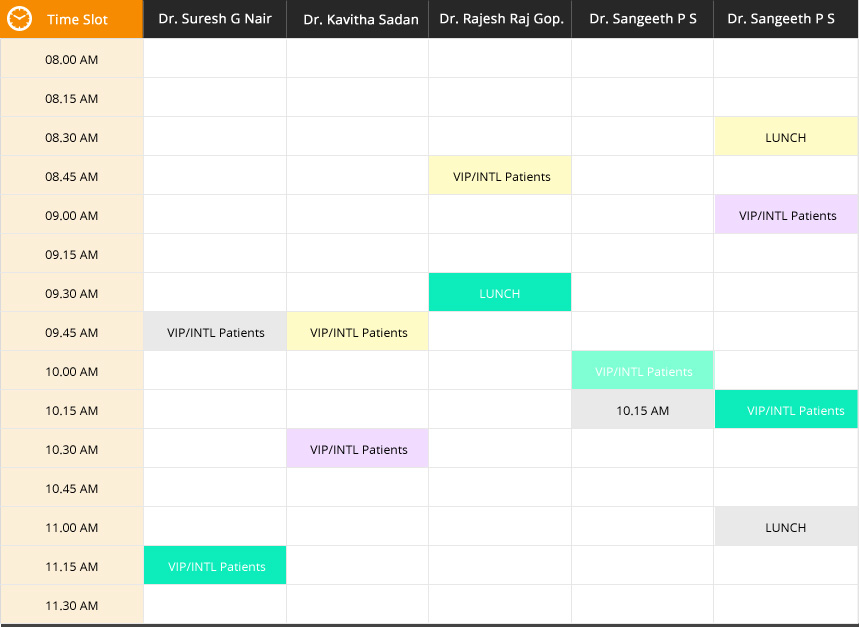 Time Slot Dr. Suresh G Nair Dr. Kavitha Sadan Dr. Rajesh Raj Gop. Dr. Sangeeth P S Dr. Sangeeth P S
08.00 AM
08.15 AM
08.30 AM LUNCH
08.45 AM VIP/INTL Patients
09.00 AM VIP/INTL Patients
09.15 AM
09.30 AM LUNCH
09.45 AM VIP/INTL Patients VIP/INTL Patients
10.00 AM VIP/INTL Patients
10.15 AM 10.15 AM VIP/INTL Patients
10.30 AM VIP/INTL Patients
10.45 AM
11.00 AM LUNCH
11.15 AM VIP/INTL Patients
11.30 AM